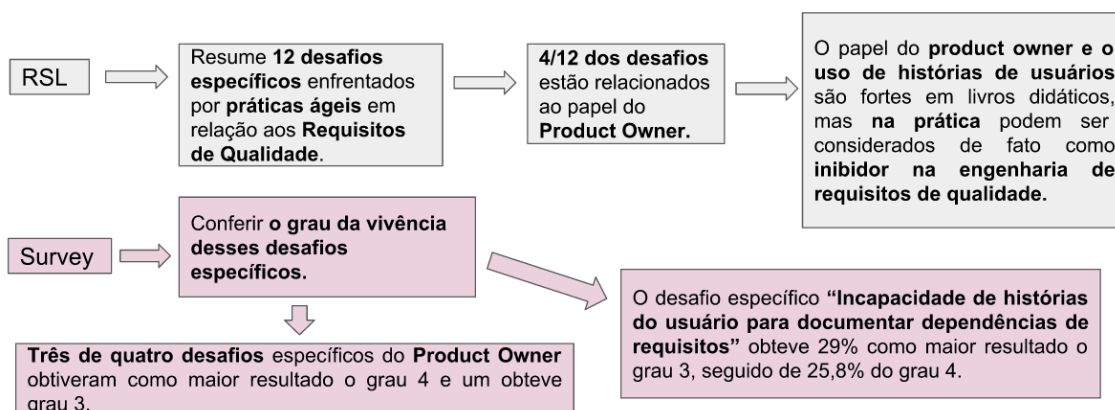 RSL
Resume 12 desafios
específicos enfrentados
por práticas ágeis em
relação aos Requisitos
de Qualidade.
4/12 dos desafios
estão relacionados
ao papel do
Product Owner.
O papel do product owner e o
uso de histórias de usuários
são fortes em livros didáticos,
mas na prática podem ser
considerados de fato como
inibidor na engenharia de
requisitos de qualidade.
Survey
Conferir o grau da vivência
desses desafios
específicos.
Três de quatro desafios específicos do Product Owner
obtiveram como maior resultado o grau 4 e um obteve
grau 3.
O desafio específico “Incapacidade de histórias
do usuário para documentar dependências de
requisitos” obteve 29% como maior resultado o
grau 3, seguido de 25,8% do grau 4.